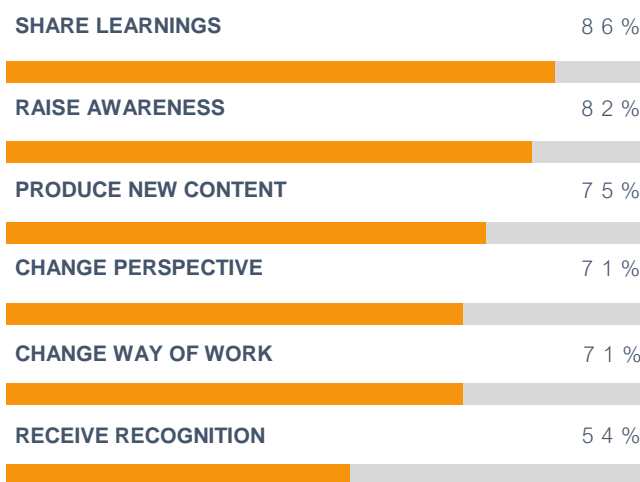 SHARE LEARNINGS 86%
RAISE AWARENESS 82%
PRODUCE NEW CONTENT 75%
CHANGE PERSPECTIVE 71%
CHANGE WAY OF WORK 71%
RECEIVE RECOGNITION 54%